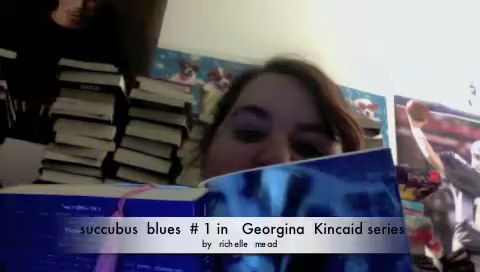 succubus blues # 1 in Georgina Kincaid series
by richelle mead